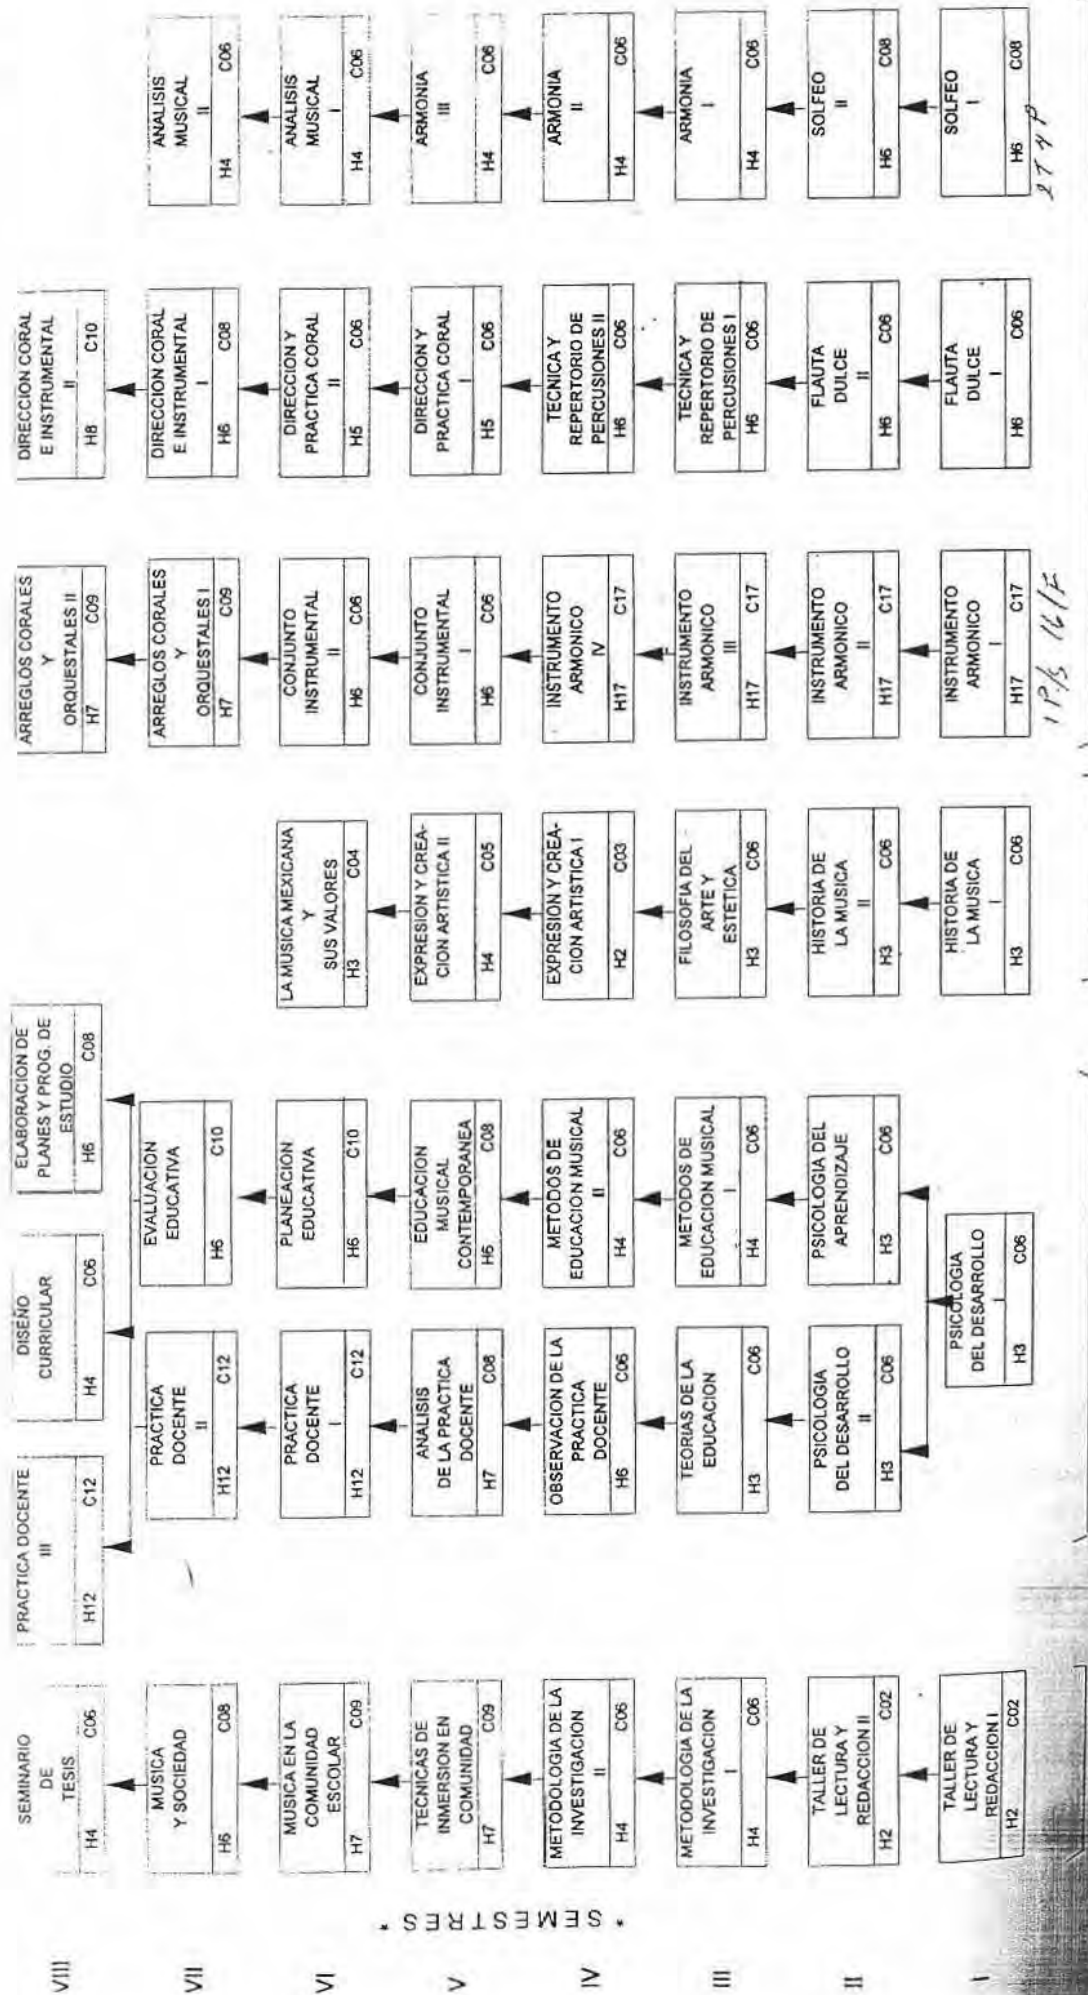 * SEMESTRES *
VIII
SEMINARIO
DE
TESIS
H4 C06
PRACTICA DOCENTE
III
H12 C12
DISEÑO
CURRICULAR
H4 C06
ELABORACION DE
PLANES Y PROG. DE
ESTUDIO
H6 C08
ARREGLOS CORALES
Y
ORQUESTALES II
H7 C09
DIRECCION CORAL
E INSTRUMENTAL
II
H8 C10
VII
MUSICA
Y SOCIEDAD
H6 C08
PRACTICA
DOCENTE
II
H12 C12
EVALUACION
EDUCATIVA
H6 C10
ARREGLOS CORALES
Y
ORQUESTALES I
H7 C09
DIRECCION CORAL
E INSTRUMENTAL
I
H6 C08
ANALISIS
MUSICAL
II
H4 C06
VI
MUSICA EN LA
COMUNIDAD
ESCOLAR
H7 C09
PRACTICA
DOCENTE
I
H12 C12
PLANEACION
EDUCATIVA
H6 C10
LA MUSICA MEXICANA
Y
SUS VALORES
H3 C04
CONJUNTO
INSTRUMENTAL
II
H6 C06
DIRECCION Y
PRACTICA CORAL
II
H5 C06
ANALISIS
MUSICAL
I
H4 C06
V
TECNICAS DE
INMERSION EN
COMUNIDAD
H7 C09
ANALISIS
DE LA PRACTICA
DOCENTE
H7 C08
EDUCACION
MUSICAL
CONTEMPORANEA
H6 C08
EXPRESION Y CREA-
CION ARTISTICA II
H4 C05
CONJUNTO
INSTRUMENTAL
I
H6 C06
DIRECCION Y
PRACTICA CORAL
I
H5 C06
ARMONIA
III
H4 C06
IV
METODOLOGIA DE LA
INVESTIGACION
II
H4 C06
OBSERVACION DE LA
PRACTICA
DOCENTE
H6 C06
METODOS DE
EDUCACION MUSICAL
II
H4 C06
EXPRESION Y CREA-
CION ARTISTICA I
H2 C03
INSTRUMENTO
ARMONICO
IV
H17 C17
TECNICA Y
REPERTORIO DE
PERCUSIONES II
H6 C06
ARMONIA
II
H4 C06
III
METODOLOGIA DE LA
INVESTIGACION
I
H4 C06
TEORIAS DE LA
EDUCACION
H3 C06
METODOS DE
EDUCACION MUSICAL
I
H4 C06
FILOSOFIA DEL
ARTE Y
ESTETICA
H3 C06
INSTRUMENTO
ARMONICO
III
H17 C17
TECNICA Y
REPERTORIO DE
PERCUSIONES I
H6 C06
ARMONIA
I
H4 C06
II
TALLER DE
LECTURA Y
REDACCION II
H2 C02
PSICOLOGIA
DEL DESARROLLO
II
H3 C06
PSICOLOGIA DEL
APRENDIZAJE
H3 C06
HISTORIA DE
LA MUSICA
II
H3 C06
INSTRUMENTO
ARMONICO
II
H17 C17
FLAUTA
DULCE
II
H6 C06
SOLFEO
II
H6 C08
I
TALLER DE
LECTURA Y
REDACCION I
H2 C02
PSICOLOGIA
DEL DESARROLLO
I
H3 C06
HISTORIA DE
LA MUSICA
I
H3 C06
INSTRUMENTO
ARMONICO
I
H17 C17
FLAUTA
DULCE
I
H6 C06
SOLFEO
I
H6 C08
2T 4P